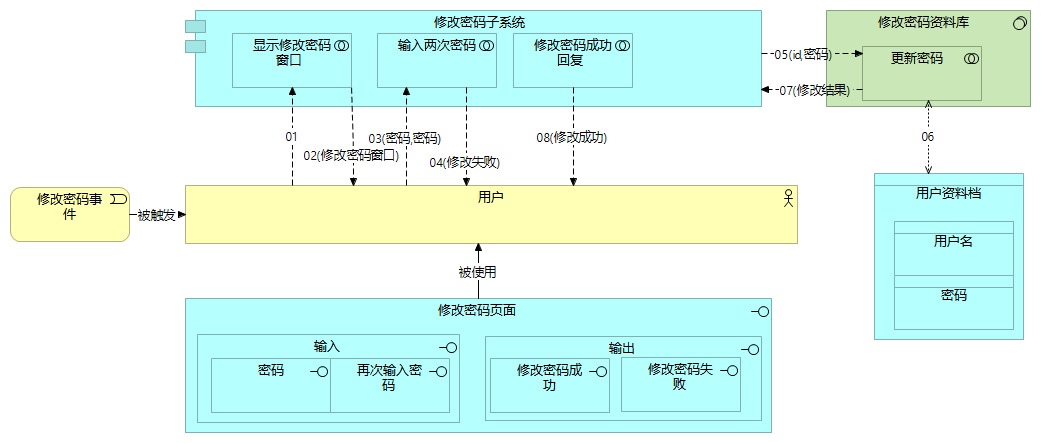 修改密码子系统
修改密码资料库
显示修改密码
窗口
输入两次密码
修改密码成功
回复
05(id,密码)
更新密码
07(修改结果)
01
02(修改密码窗口)
03(密码,密码)
04(修改失败)
08(修改成功)
06
修改密码事
件
被触发
用户
用户资料档
用户名
密码
被使用
修改密码页面
输入
密码
再次输入密
码
输出
修改密码成
功
修改密码失
败